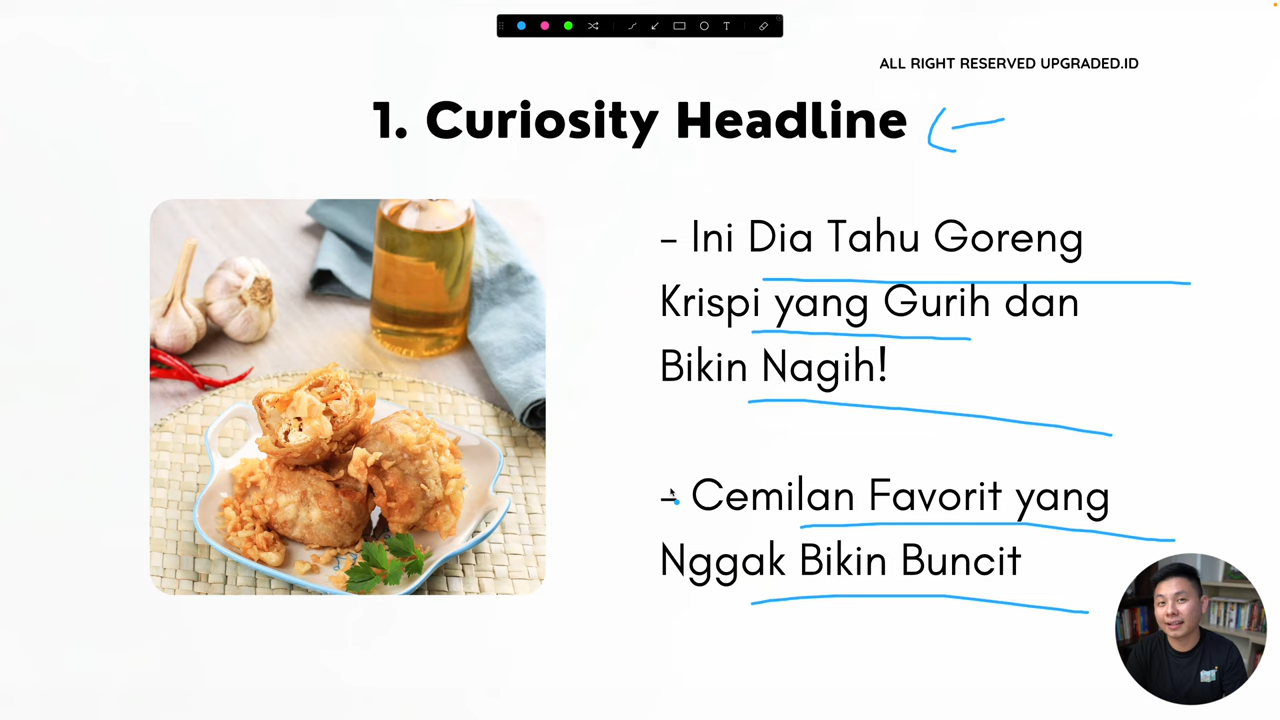 T
ALL RIGHT RESERVED UPGRADED.ID
1. Curiosity Headline
- Ini Dia Tahu Goreng
Krispi yang Gurih dan
Bikin Nagih!
- Cemilan Favorit yang
Nggak Bikin Buncit